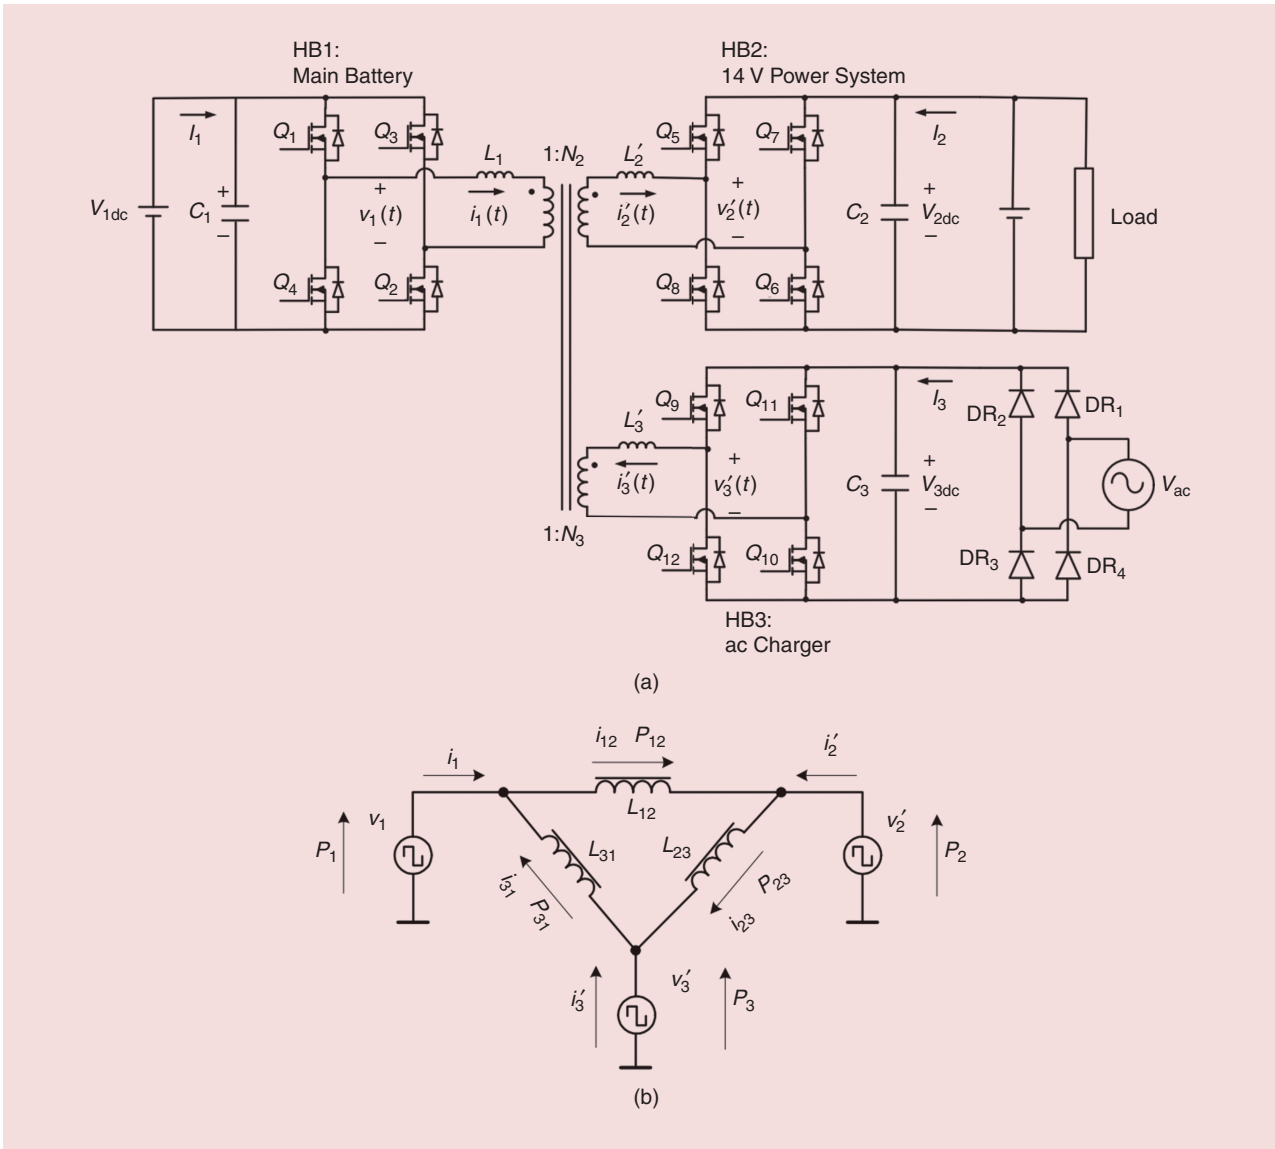 HB1:
Main Battery
HB2:
14 V Power System
I1
Q1
Q3
L1
1:N2
L2′
Q5
Q7
I2
V1dc
C1
+
−
+
v1(t)
−
i1(t)
i2′(t)
+
v2′(t)
−
C2
+
V2dc
−
Load
Q4
Q2
Q8
Q6
Q9
Q11
I3
DR2
DR1
L3′
i3′(t)
+
v3′(t)
−
C3
+
V3dc
−
Vac
1:N3
Q12
Q10
DR3
DR4
HB3:
ac Charger
(a)
i12 P12
i1
i2′
L12
v1
v2′
P1
L31
L23
P2
i31
P31
P23
i23
v3′
i3′
P3
(b)